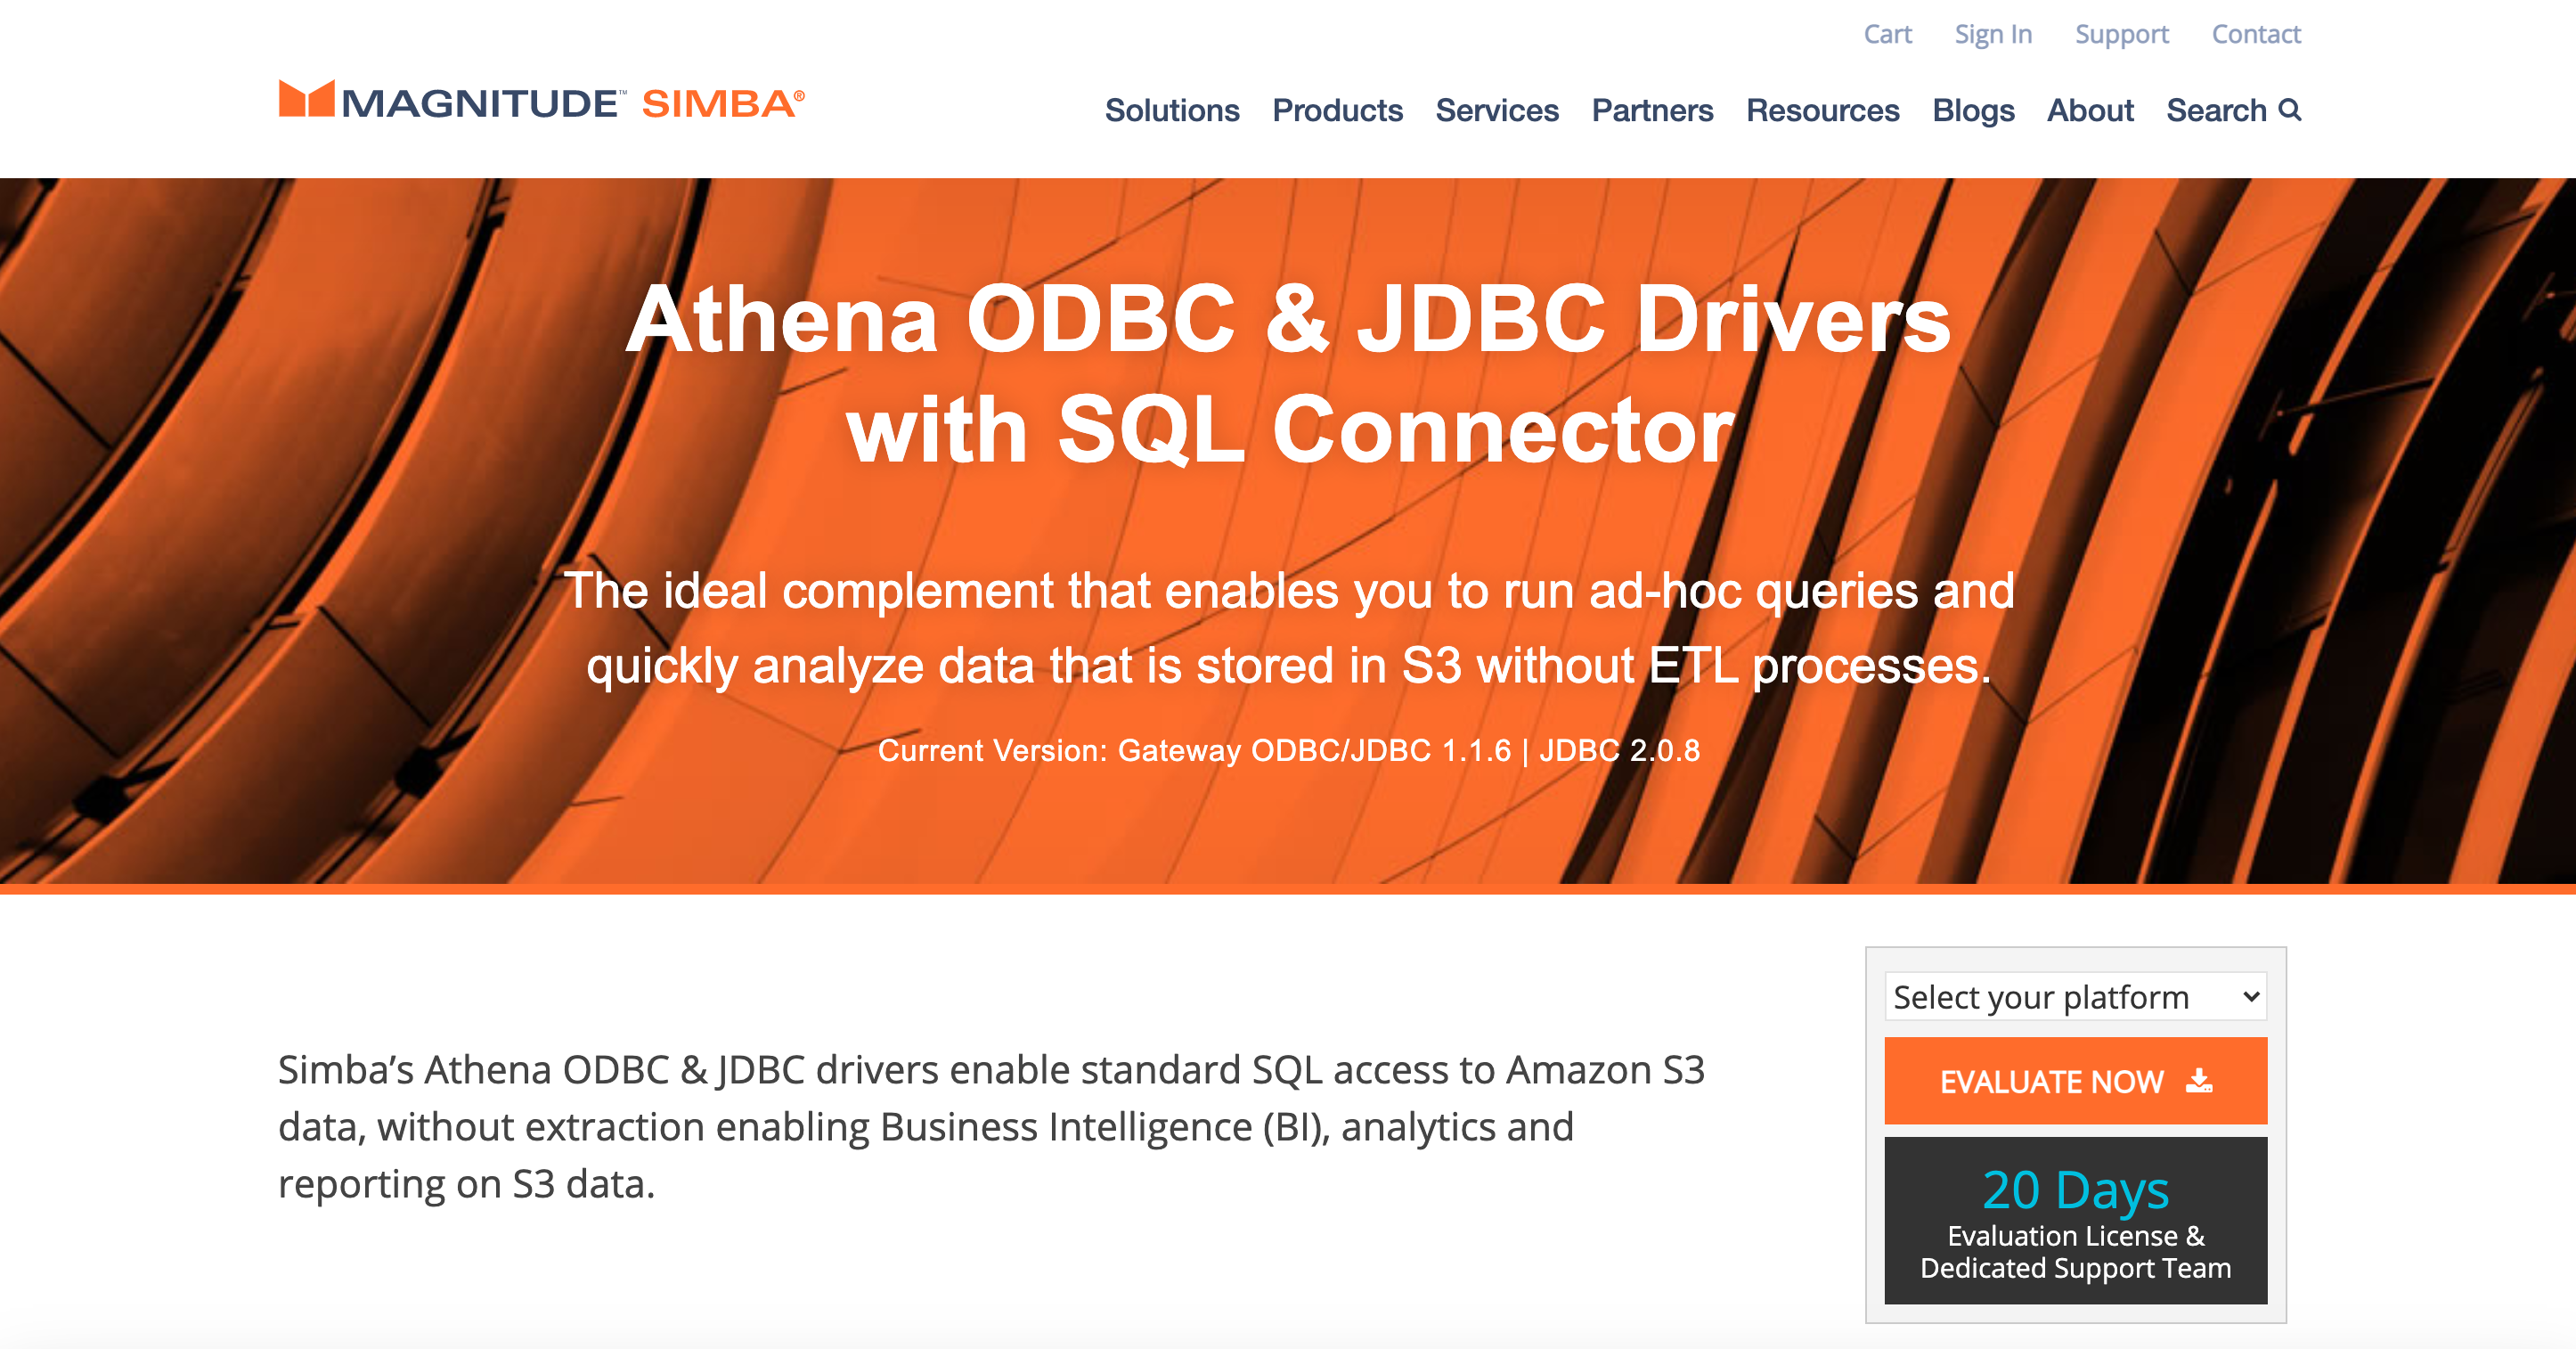 Cart Sign In Support Contact
MAGNITUDE™ SIMBA®
Solutions Products Services Partners Resources Blogs About Search
Athena ODBC & JDBC Drivers
with SQL Connector
The ideal complement that enables you to run ad-hoc queries and
quickly analyze data that is stored in S3 without ETL processes.
Current Version: Gateway ODBC/JDBC 1.1.6 | JDBC 2.0.8
Simba’s Athena ODBC & JDBC drivers enable standard SQL access to Amazon S3
data, without extraction enabling Business Intelligence (BI), analytics and
reporting on S3 data.
Select your platform
EVALUATE NOW
20 Days
Evaluation License &
Dedicated Support Team